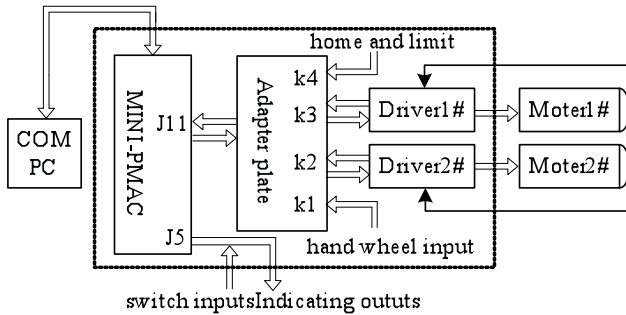 home and limit
MINI-PMAC
Adapter plate
k4
J11
k3
Driver1#
Moter1#
COM
PC
k2
Driver2#
Moter2#
k1
J5
hand wheel input
switch inputsIndicating oututs